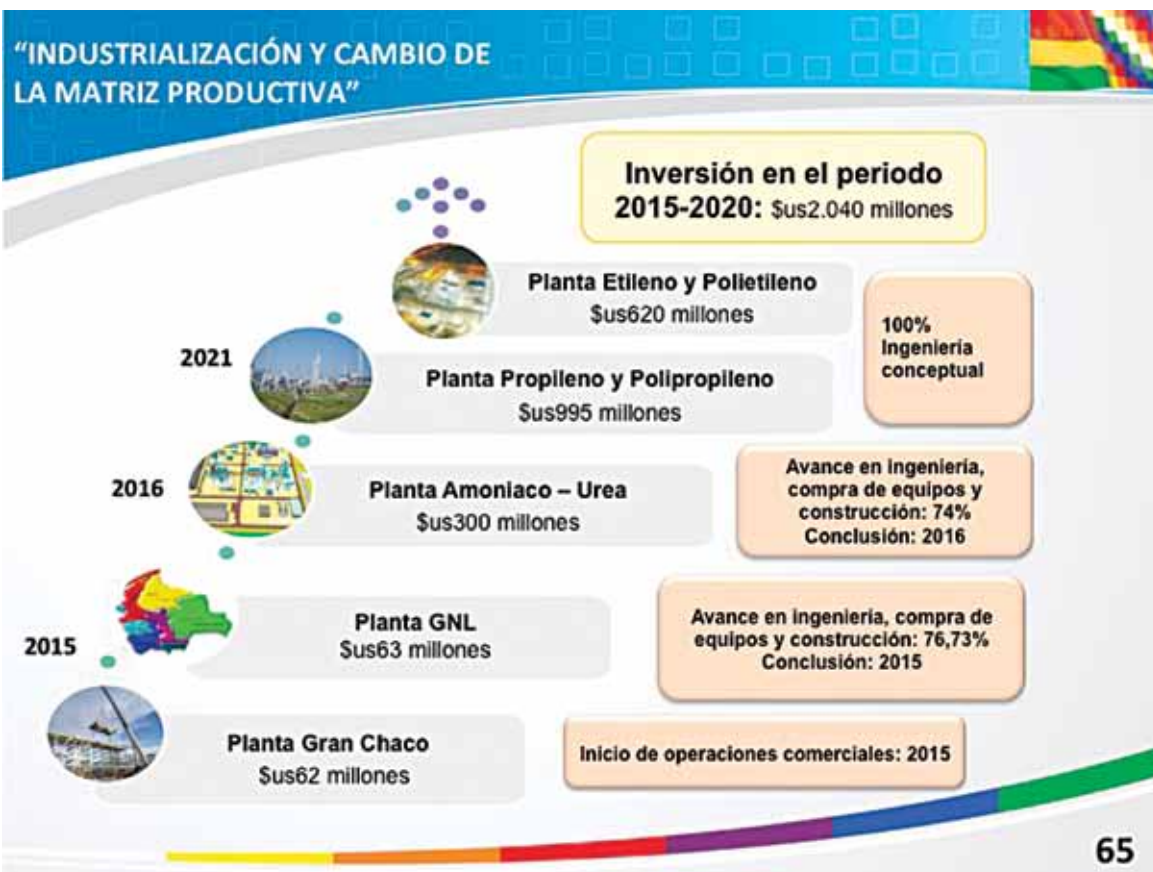 “INDUSTRIALIZACIÓN Y CAMBIO DE
LA MATRIZ PRODUCTIVA”
Inversión en el periodo
2015-2020: $us2.040 millones
Planta Etileno y Polietileno
$us620 millones
100%
Ingeniería
conceptual
2021
Planta Propileno y Polipropileno
$us995 millones
2016
Planta Amoniaco – Urea
$us300 millones
Avance en ingeniería,
compra de equipos y
construcción: 74%
Conclusión: 2016
2015
Planta GNL
$us63 millones
Avance en ingeniería, compra de
equipos y construcción: 76,73%
Conclusión: 2015
Planta Gran Chaco
$us62 millones
Inicio de operaciones comerciales: 2015
65